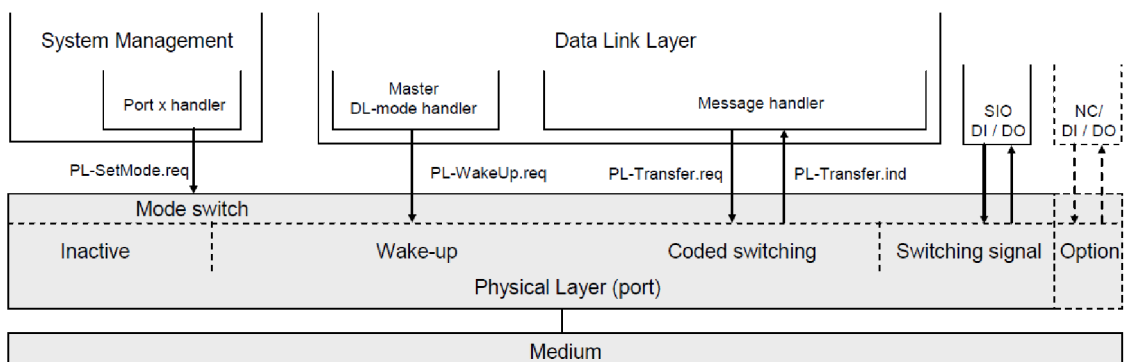 System Management
Data Link Layer
Port x handler
Master
DL-mode handler
Message handler
SIO
DI / DO
NC/
DI / DO
PL-SetMode.req
PL-WakeUp.req
PL-Transfer.req
PL-Transfer.ind
Mode switch
Inactive
Wake-up
Coded switching
Switching signal
Option
Physical Layer (port)
Medium